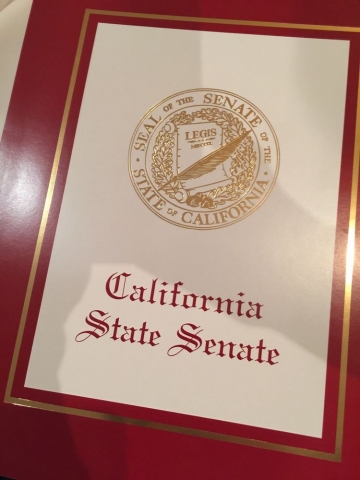 SEAL OF THE SENATE OF THE
STATE OF CALIFORNIA
LEGIS
California
State Senate